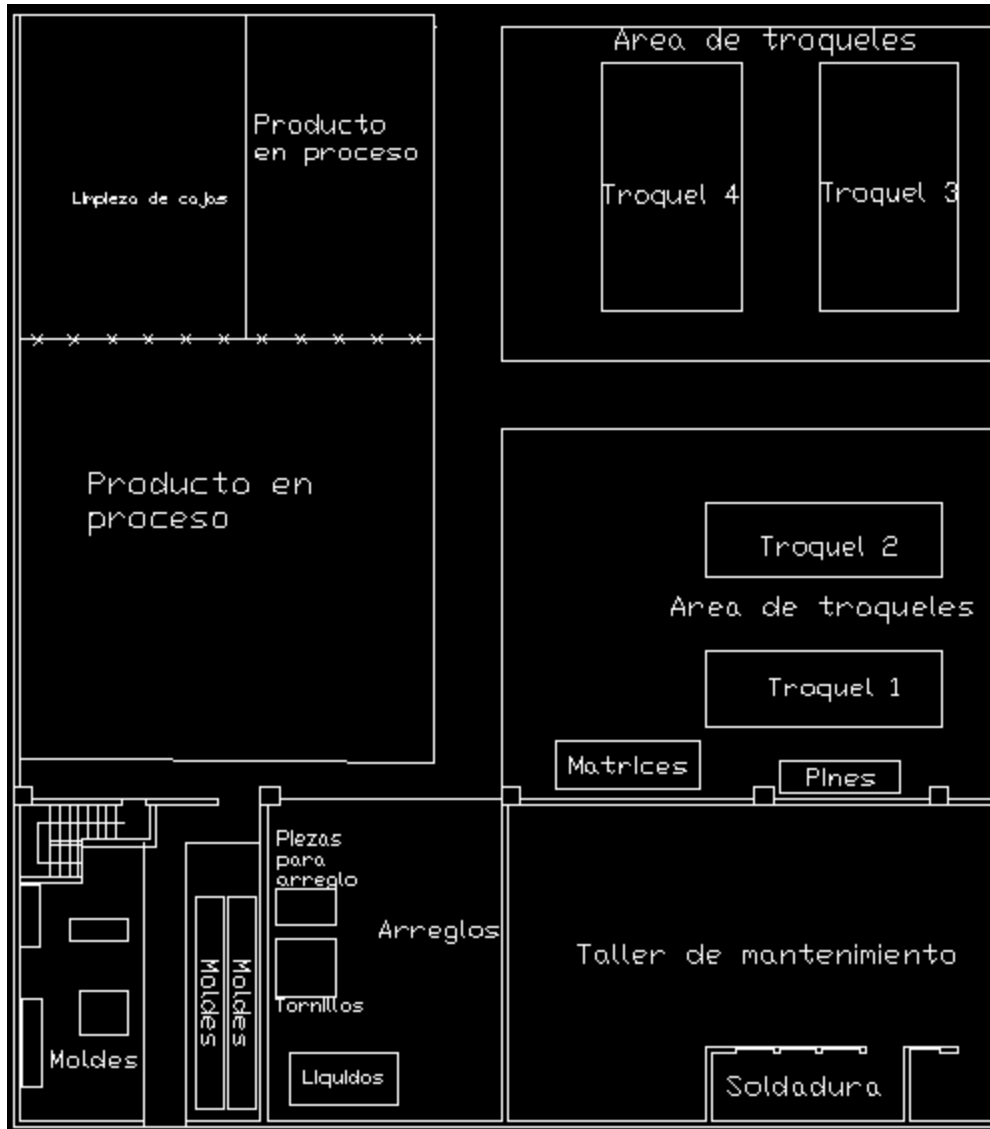 Area de troqueles
Producto
en proceso
Limpieza de cajas
Troquel 4
Troquel 3
Producto en
proceso
Troquel 2
Area de troqueles
Troquel 1
Matrices
Pines
Piezas
para
arreglo
Arreglos
Taller de mantenimiento
Moldes
Moldes
Tornillos
Moldes
Liquidos
Soldadura